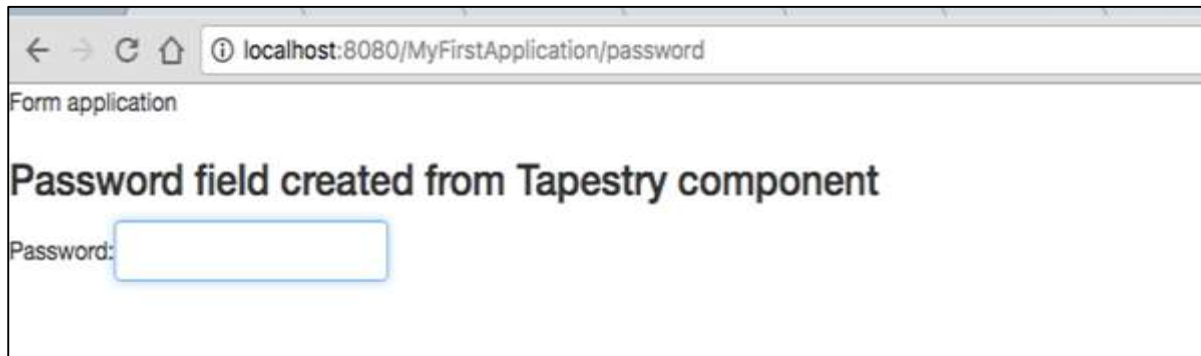 localhost:8080/MyFirstApplication/password
Form application
Password field created from Tapestry component
Password: